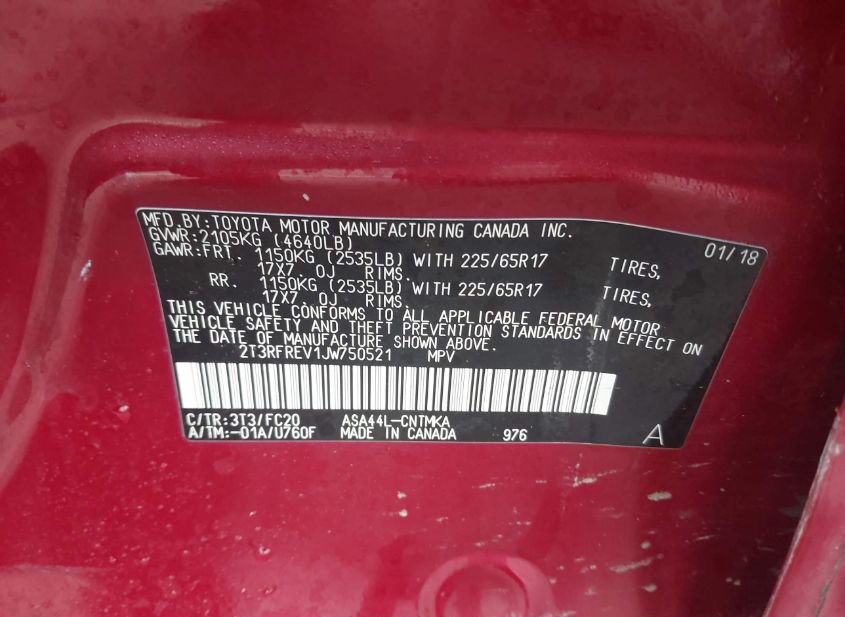 MFD.BY:TOYOTA MOTOR MANUFACTURING CANADA INC. 01/18
GVWR:2105KG (4640LB)
GAWR:FRT. 1150KG (2535LB) WITH 225/65R17 TIRES,
17X7.0J RIMS.
RR. 1150KG (2535LB) WITH 225/65R17 TIRES,
17X7.0J RIMS.
THIS VEHICLE CONFORMS TO ALL APPLICABLE FEDERAL MOTOR
VEHICLE SAFETY AND THEFT PREVENTION STANDARDS IN EFFECT ON
THE DATE OF MANUFACTURE SHOWN ABOVE.
2T3RFREV1JW750521 MPV
C/TR:3T3/FC20 ASA44L-CNTMKA
A/TM:-01A/U760F MADE IN CANADA 976 A